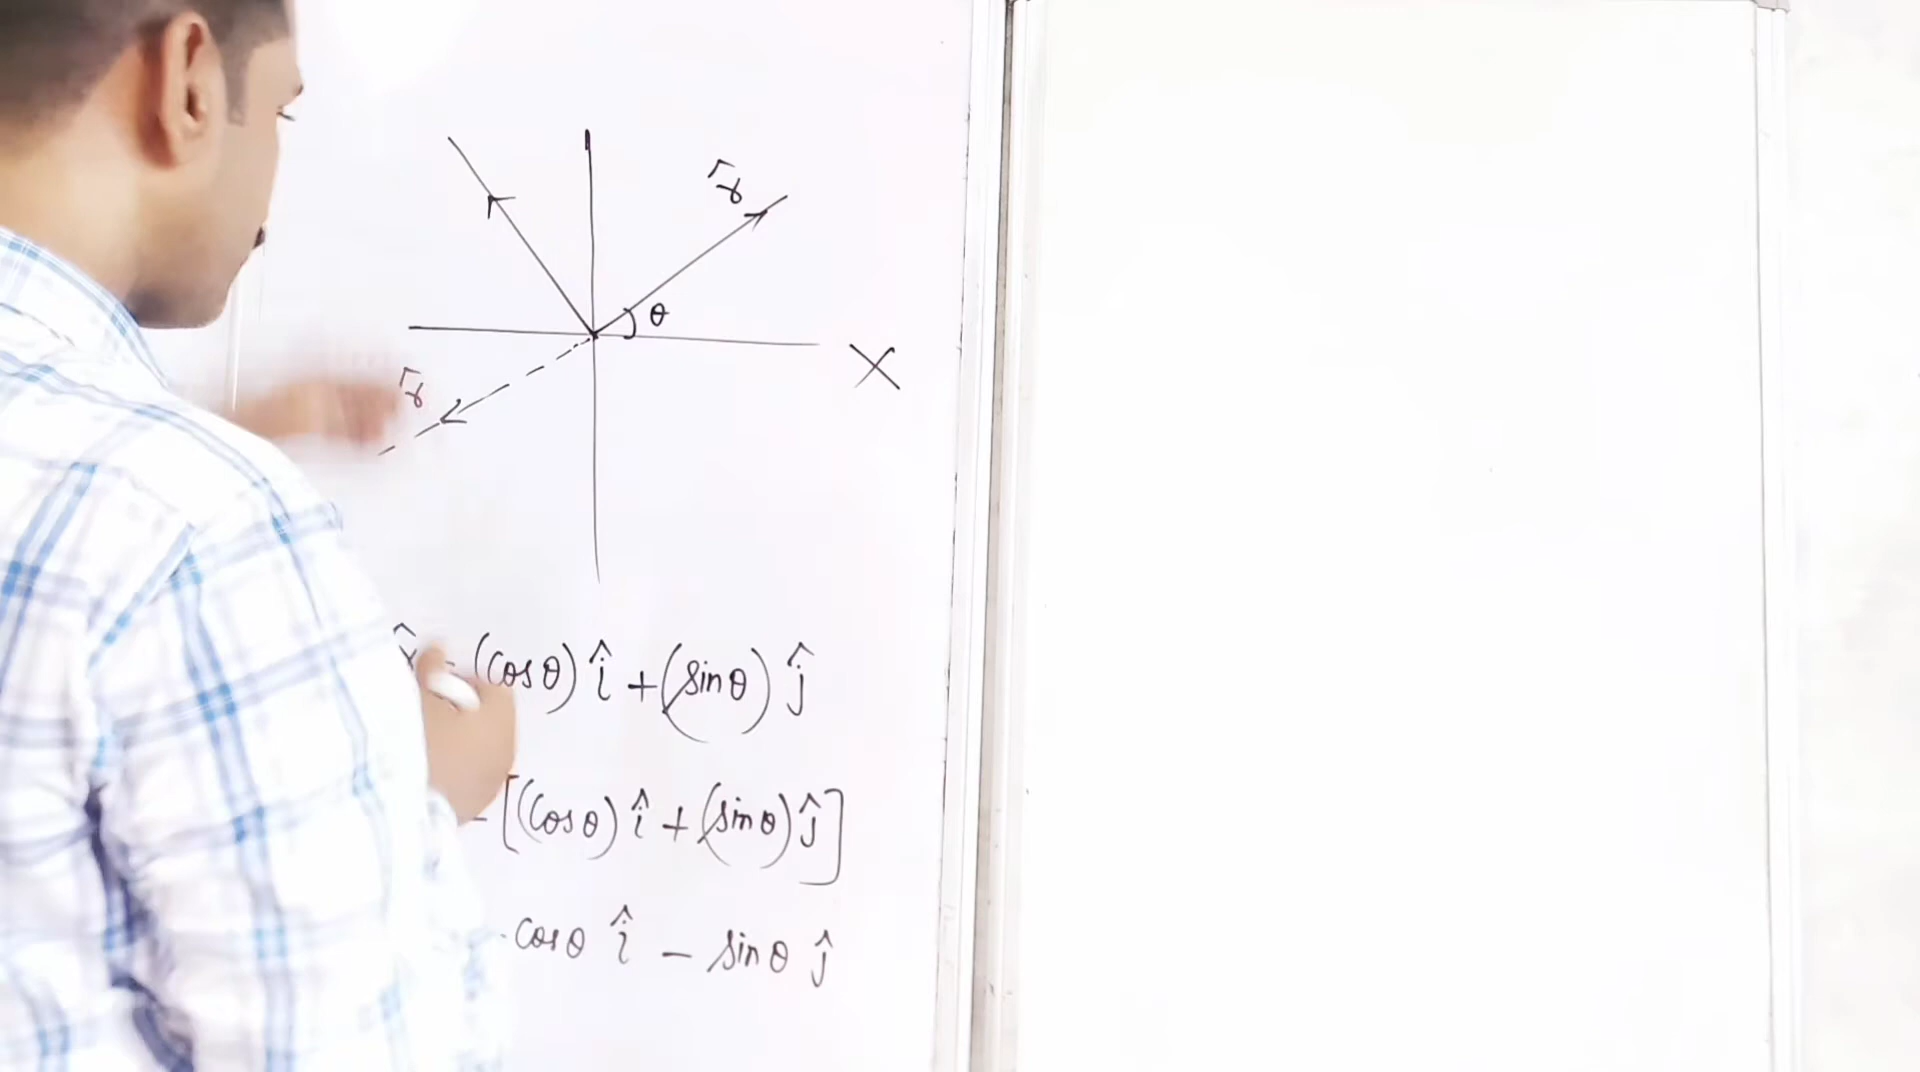 r̂
θ
X
r̂
r̂ = (cosθ) î + (sinθ) ĵ
- [(cosθ) î + (sinθ) ĵ]
- cosθ î - sinθ ĵ